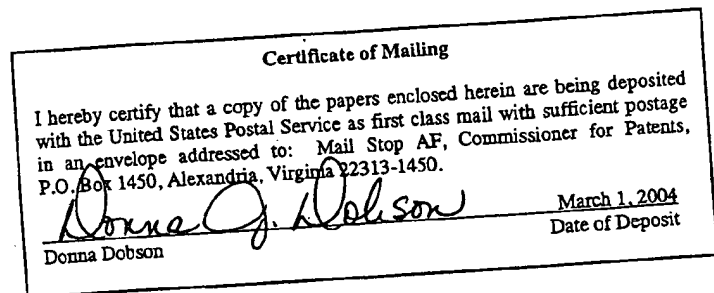 Certificate of Mailing
I hereby certify that a copy of the papers enclosed herein are being deposited
with the United States Postal Service as first class mail with sufficient postage
in an envelope addressed to: Mail Stop AF, Commissioner for Patents,
P.O. Box 1450, Alexandria, Virginia 22313-1450.
Donna J. Dobson
March 1, 2004
Donna Dobson
Date of Deposit